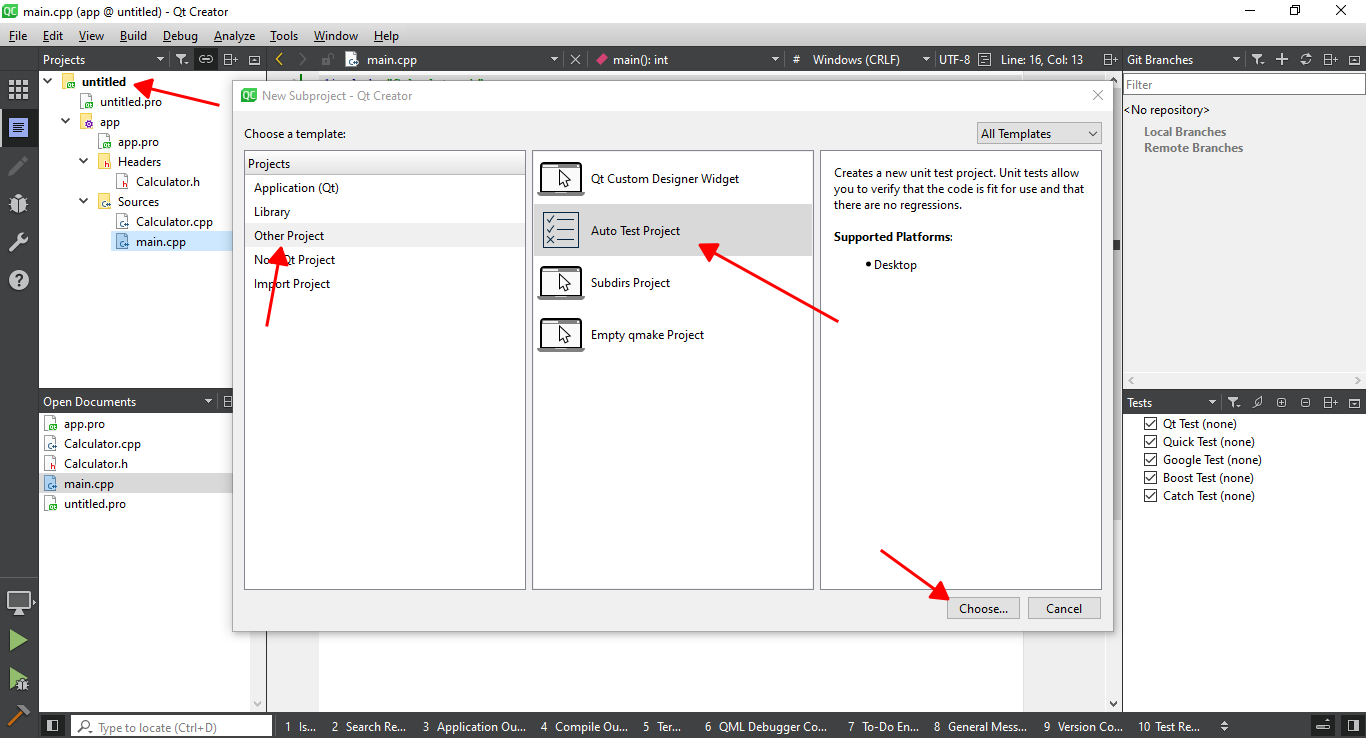 main.cpp (app @ untitled) - Qt Creator
File Edit View Build Debug Analyze Tools Window Help
Projects
main.cpp
main(): int
# Windows (CRLF)
UTF-8
Line: 16, Col: 13
Git Branches
untitled
untitled.pro
app
app.pro
Headers
Calculator.h
Sources
Calculator.cpp
main.cpp
Open Documents
app.pro
Calculator.cpp
Calculator.h
main.cpp
untitled.pro
New Subproject - Qt Creator
Choose a template:
All Templates
Projects
Application (Qt)
Library
Other Project
Qt Project
Import Project
Qt Custom Designer Widget
Auto Test Project
Subdirs Project
Empty qmake Project
Creates a new unit test project. Unit tests allow
you to verify that the code is fit for use and that
there are no regressions.
Supported Platforms:
• Desktop
Choose...
Cancel
Filter
<No repository>
Local Branches
Remote Branches
Tests
Qt Test (none)
Quick Test (none)
Google Test (none)
Boost Test (none)
Catch Test (none)
Type to locate (Ctrl+D)
1 Is...
2 Search Re...
3 Application Ou...
4 Compile Ou...
5 Ter...
6 QML Debugger Co...
7 To-Do En...
8 General Mess...
9 Version Co...
10 Test Re...